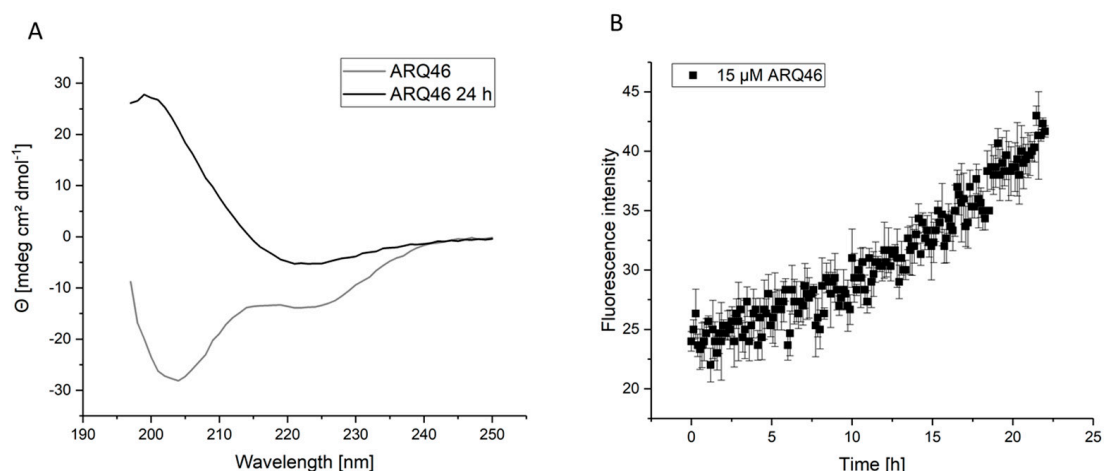 A
ARQ46
ARQ46 24 h
30
20
10
0
-10
-20
-30
Θ [mdeg cm² dmol⁻¹]
190 200 210 220 230 240 250
Wavelength [nm]
B
15 µM ARQ46
45
40
35
30
25
20
Fluorescence intensity
0 5 10 15 20 25
Time [h]